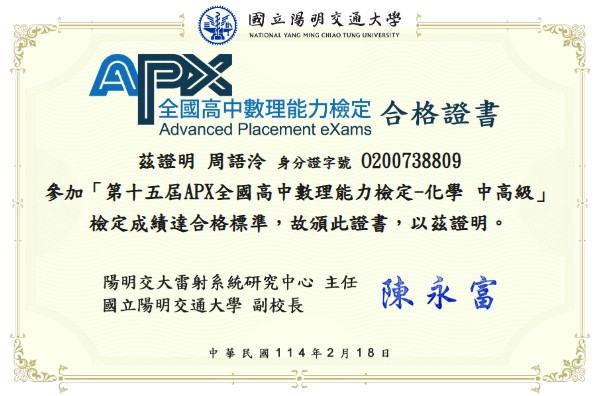 國立陽明交通大學
NATIONAL YANG MING CHIAO TUNG UNIVERSITY
APX
全國高中數理能力檢定 合格證書
Advanced Placement eXams
茲證明 周語泠 身分證字號 O200738809
參加「第十五屆APX全國高中數理能力檢定-化學 中高級」
檢定成績達合格標準，故頒此證書，以茲證明。
陽明交大雷射系統研究中心 主任
國立陽明交通大學 副校長
陳永富
中華民國114年2月18日